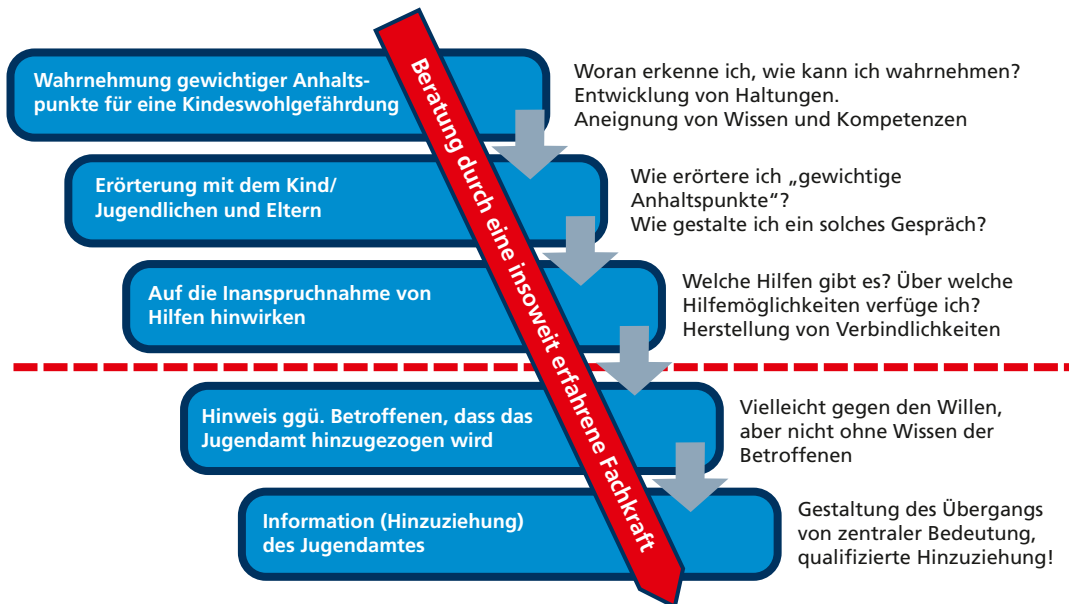 Wahrnehmung gewichtiger Anhalts-
punkte für eine Kindeswohlgefährdung
Woran erkenne ich, wie kann ich wahrnehmen?
Entwicklung von Haltungen.
Aneignung von Wissen und Kompetenzen
Beratung durch eine insoweit erfahrene Fachkraft
Erörterung mit dem Kind/
Jugendlichen und Eltern
Wie erörtere ich „gewichtige
Anhaltspunkte“?
Wie gestalte ich ein solches Gespräch?
Auf die Inanspruchnahme von
Hilfen hinwirken
Welche Hilfen gibt es? Über welche
Hilfemöglichkeiten verfüge ich?
Herstellung von Verbindlichkeiten
Hinweis ggü. Betroffenen, dass das
Jugendamt hinzugezogen wird
Vielleicht gegen den Willen,
aber nicht ohne Wissen der
Betroffenen
Information (Hinzuziehung)
des Jugendamtes
Gestaltung des Übergangs
von zentraler Bedeutung,
qualifizierte Hinzuziehung!